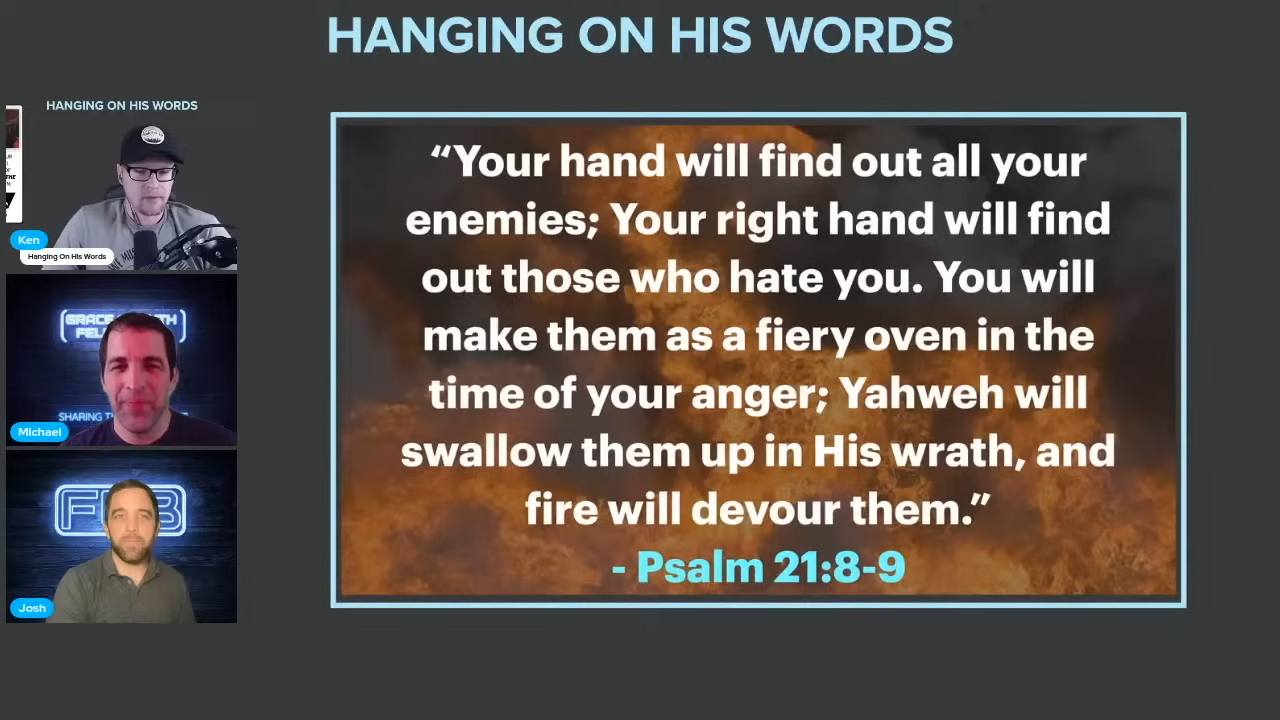 HANGING ON HIS WORDS
HANGING ON HIS WORDS
Ken
Hanging On His Words
SHARING
Michael
Josh
“Your hand will find out all your
enemies; Your right hand will find
out those who hate you. You will
make them as a fiery oven in the
time of your anger; Yahweh will
swallow them up in His wrath, and
fire will devour them.”
- Psalm 21:8-9